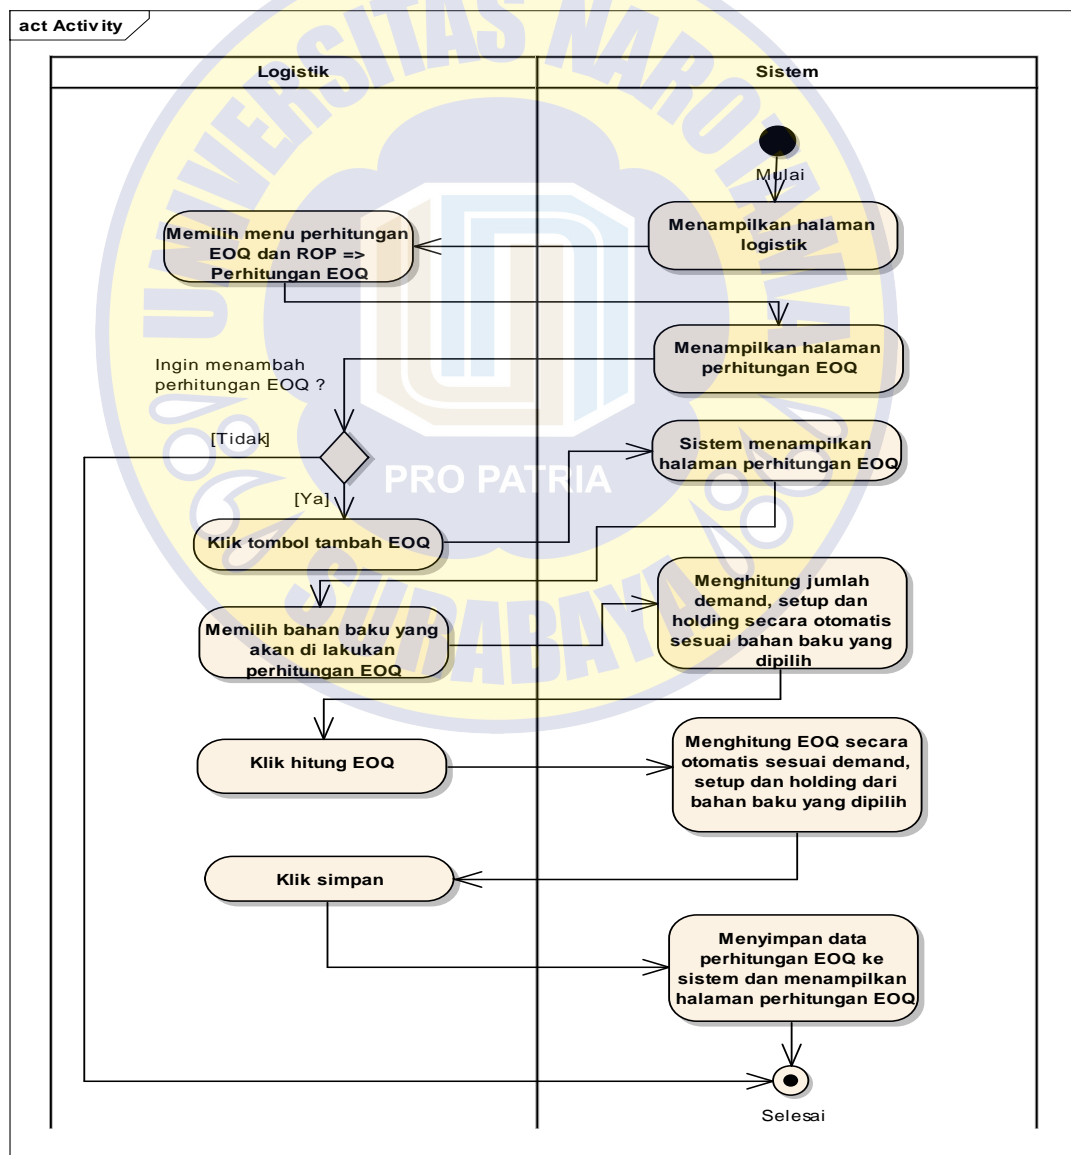 act Activity
Logistik
Sistem
Mulai
Menampilkan halaman
logistik
Memilih menu perhitungan
EOQ dan ROP =>
Perhitungan EOQ
Menampilkan halaman
perhitungan EOQ
Ingin menambah
perhitungan EOQ ?
[Tidak]
[Ya]
Klik tombol tambah EOQ
Sistem menampilkan
halaman perhitungan EOQ
Memilih bahan baku yang
akan di lakukan
perhitungan EOQ
Menghitung jumlah
demand, setup dan
holding secara otomatis
sesuai bahan baku yang
dipilih
Klik hitung EOQ
Menghitung EOQ secara
otomatis sesuai demand,
setup dan holding dari
bahan baku yang dipilih
Klik simpan
Menyimpan data
perhitungan EOQ ke
sistem dan menampilkan
halaman perhitungan EOQ
Selesai
UNIVERSITAS NAROTAMA
PRO PATRIA
SURABAYA